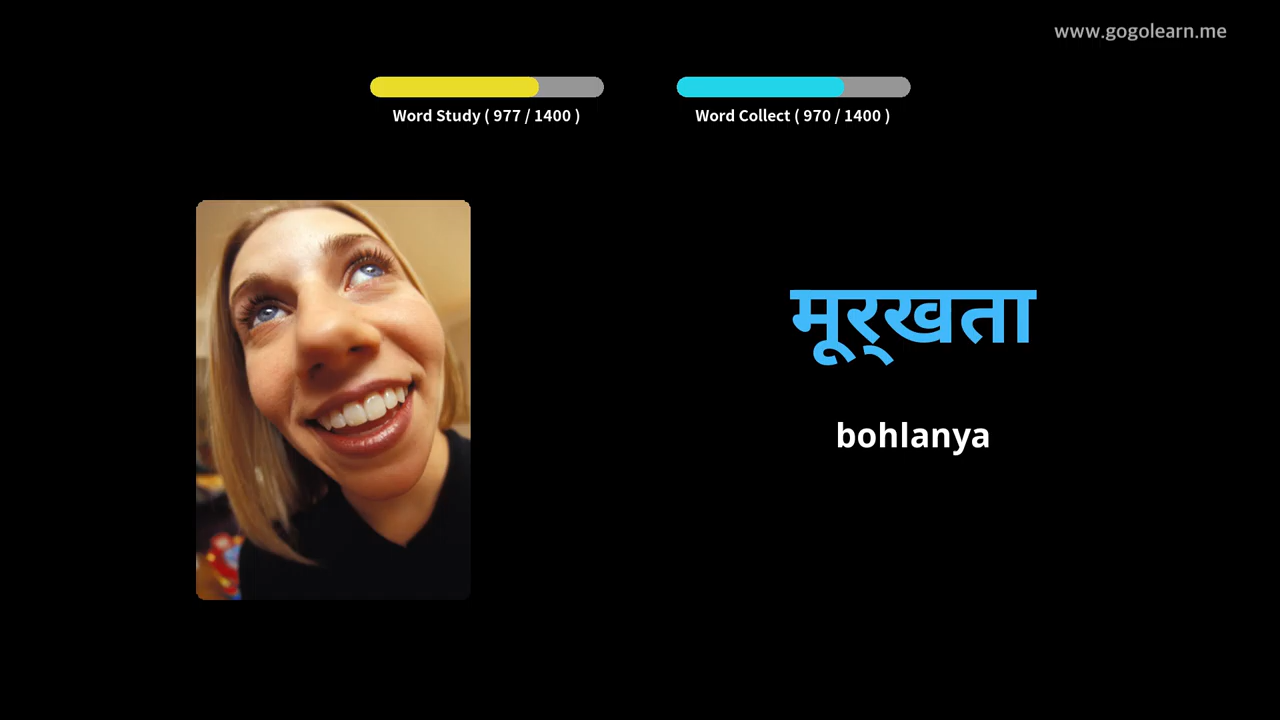 www.gogolearn.me
Word Study ( 977 / 1400 )
Word Collect ( 970 / 1400 )
मूर्‍खता
bohlanya